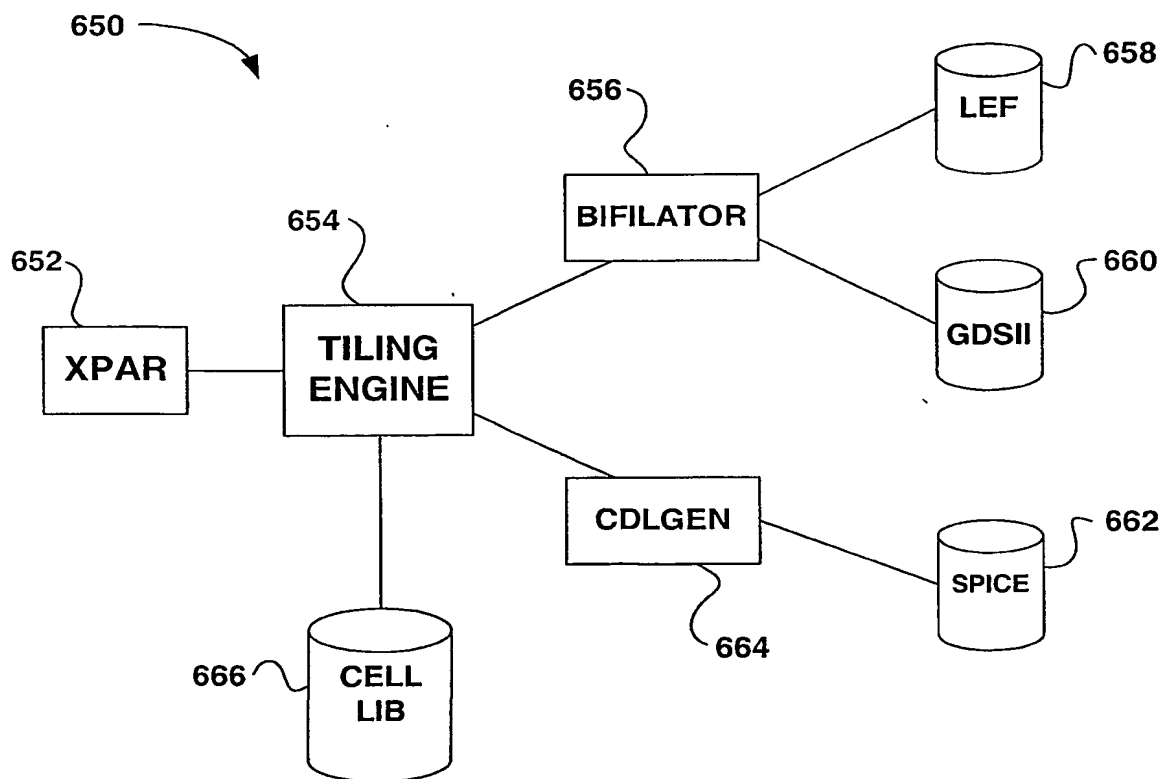 650
658
LEF
656
BIFILATOR
654
652
660
GDSII
TILING
ENGINE
XPAR
CDLGEN
662
SPICE
664
666
CELL
LIB